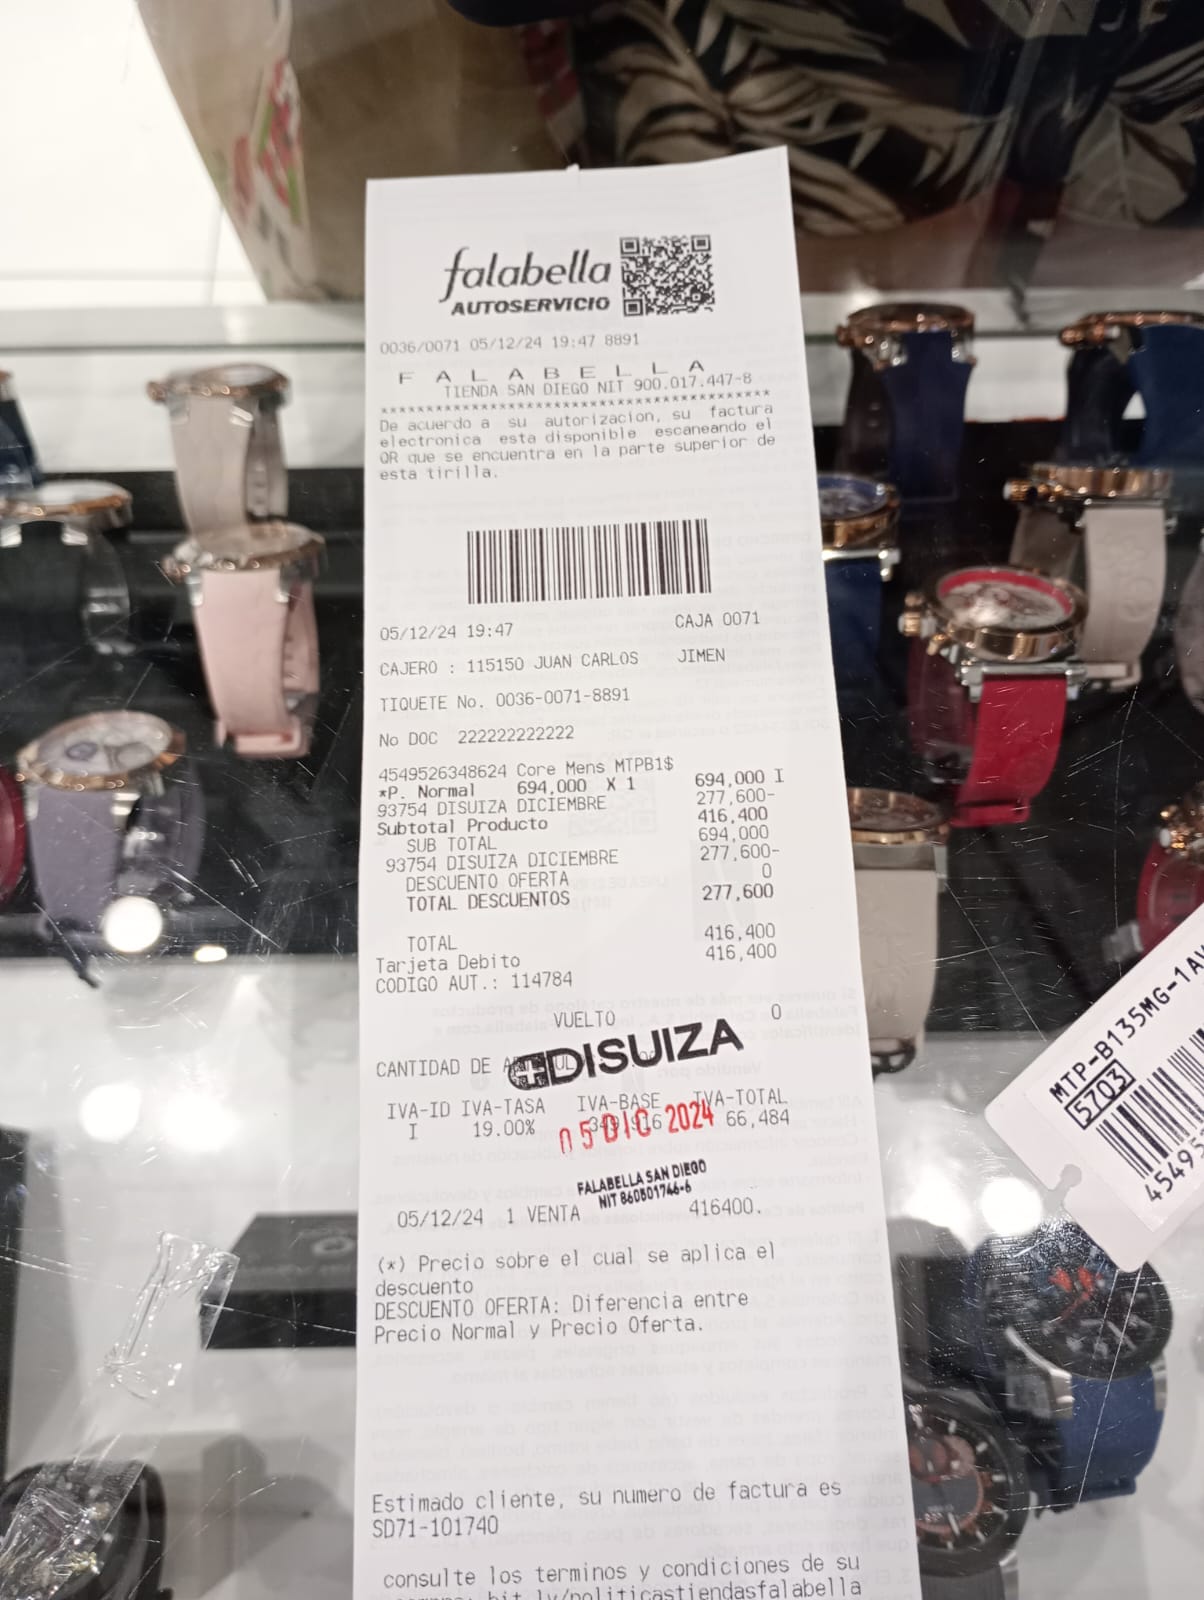 falabella
AUTOSERVICIO
0036/0071 05/12/24 19:47 8891
F A L A B E L L A
TIENDA SAN DIEGO NIT 900.017.447-8
******************************************
De acuerdo a su autorizacion, su factura
electronica esta disponible escaneando el
QR que se encuentra en la parte superior de
esta tirilla.
05/12/24 19:47 CAJA 0071
CAJERO : 115150 JUAN CARLOS JIMEN
TIQUETE No. 0036-0071-8891
No DOC 222222222222
4549526348624 Core Mens MTPB1$
*P. Normal 694,000 X 1 694,000 I
93754 DISUIZA DICIEMBRE 277,600-
Subtotal Producto 416,400
SUB TOTAL 694,000
93754 DISUIZA DICIEMBRE 277,600-
DESCUENTO OFERTA 0
TOTAL DESCUENTOS 277,600
TOTAL 416,400
Tarjeta Debito 416,400
CODIGO AUT.: 114784
VUELTO 0
CANTIDAD DE
DISUIZA
IVA-ID IVA-TASA IVA-BASE IVA-TOTAL
I 19.00% 66,484
05 DIC 2024
FALABELLA SAN DIEGO
NIT 860501746-6
05/12/24 1 VENTA 416400.
(*) Precio sobre el cual se aplica el
descuento
DESCUENTO OFERTA: Diferencia entre
Precio Normal y Precio Oferta.
Estimado cliente, su numero de factura es
SD71-101740
consulte los terminos y condiciones de su
bit.ly/politicastiendasfalabella
MTP-B135MG-1AV
5703
45495